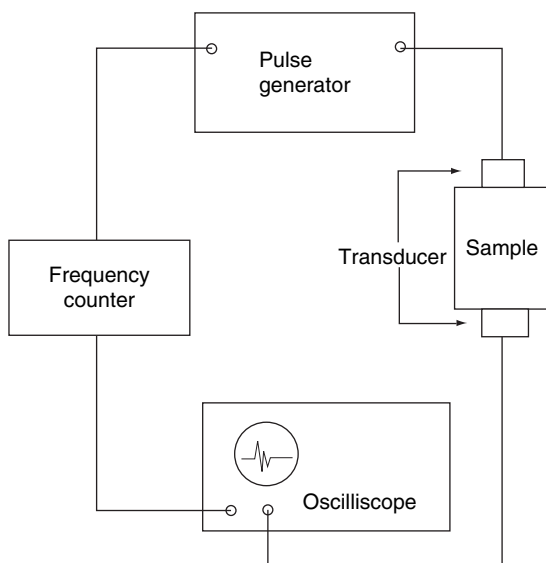 Pulse
generator
Transducer
Sample
Frequency
counter
Oscilliscope